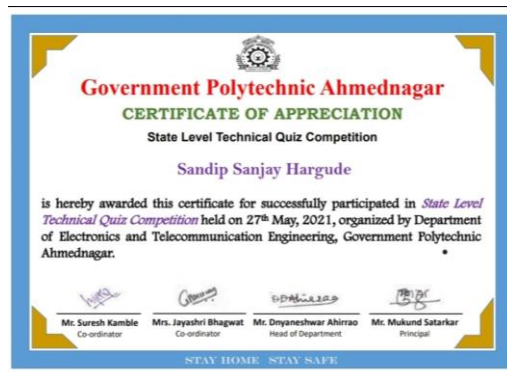 Government Polytechnic Ahmednagar
CERTIFICATE OF APPRECIATION
State Level Technical Quiz Competition
Sandip Sanjay Hargude
is hereby awarded this certificate for successfully participated in State Level
Technical Quiz Competition held on 27th May, 2021, organized by Department
of Electronics and Telecommunication Engineering, Government Polytechnic
Ahmednagar.
Mr. Suresh Kamble Mrs. Jayashri Bhagwat Mr. Dnyaneshwar Ahirrao Mr. Mukund Satarkar
Co-ordinator Co-ordinator Head of Department Principal
STAY HOME STAY SAFE